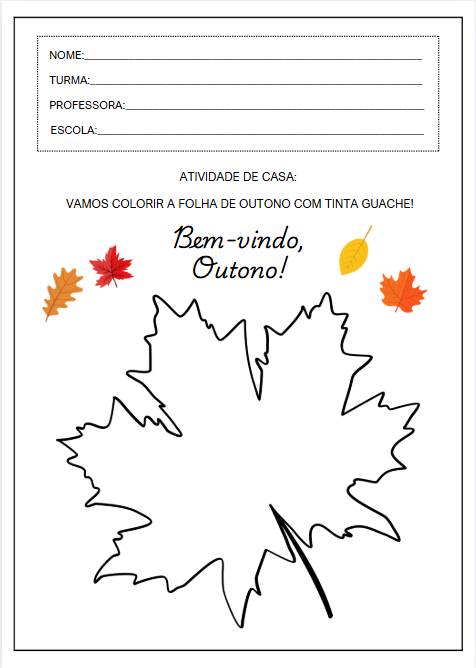 NOME:
TURMA:
PROFESSORA:
ESCOLA:
ATIVIDADE DE CASA:
VAMOS COLORIR A FOLHA DE OUTONO COM TINTA GUACHE!
Bem-vindo,
Outono!